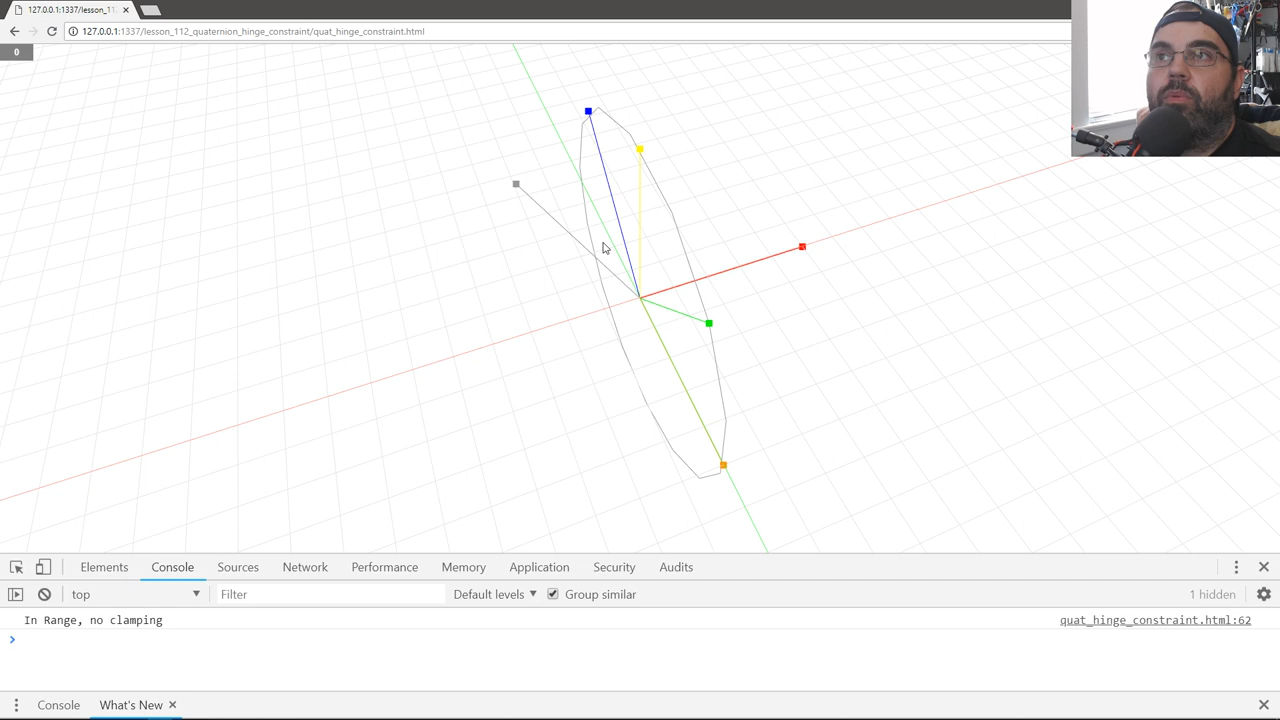 127.0.0.1:1337/lesson_11
127.0.0.1:1337/lesson_112_quaternion_hinge_constraint/quat_hinge_constraint.html
0
Elements Console Sources Network Performance Memory Application Security Audits
top Filter Default levels Group similar 1 hidden
In Range, no clamping quat_hinge_constraint.html:62
Console What's New